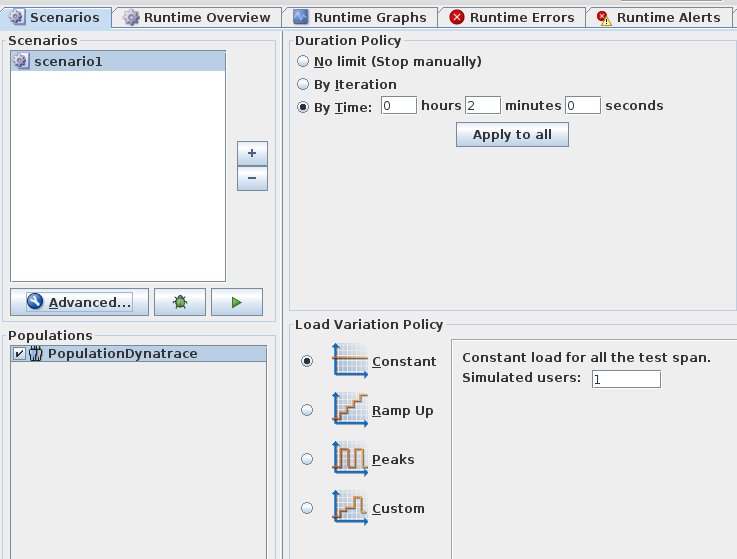 Scenarios
Runtime Overview
Runtime Graphs
Runtime Errors
Runtime Alerts
Scenarios
scenario1
+
−
Advanced...
Populations
PopulationDynatrace
Duration Policy
No limit (Stop manually)
By Iteration
By Time: 0 hours 2 minutes 0 seconds
Apply to all
Load Variation Policy
Constant
Ramp Up
Peaks
Custom
Constant load for all the test span.
Simulated users: 1